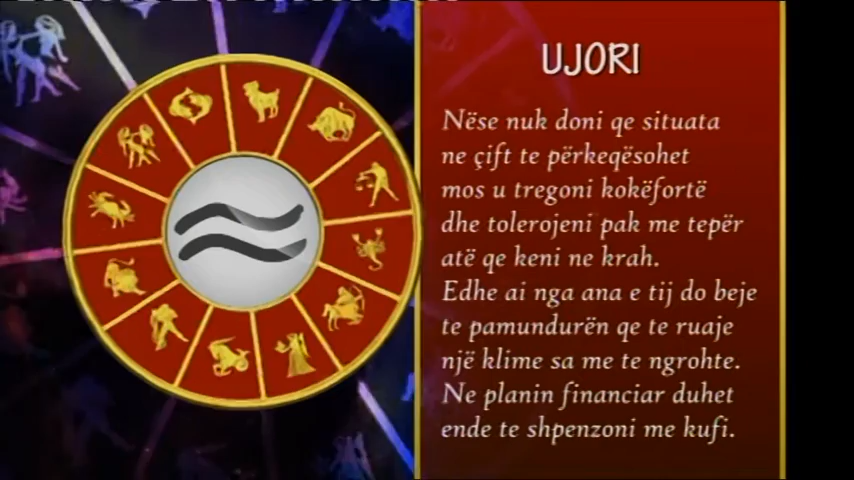 UJORI
Nëse nuk doni qe situata
ne çift te përkeqësohet
mos u tregoni kokëfortë
dhe tolerojeni pak me tepër
atë qe keni ne krah.
Edhe ai nga ana e tij do beje
te pamundurën qe te ruaje
një klime sa me te ngrohte.
Ne planin financiar duhet
ende te shpenzoni me kufi.